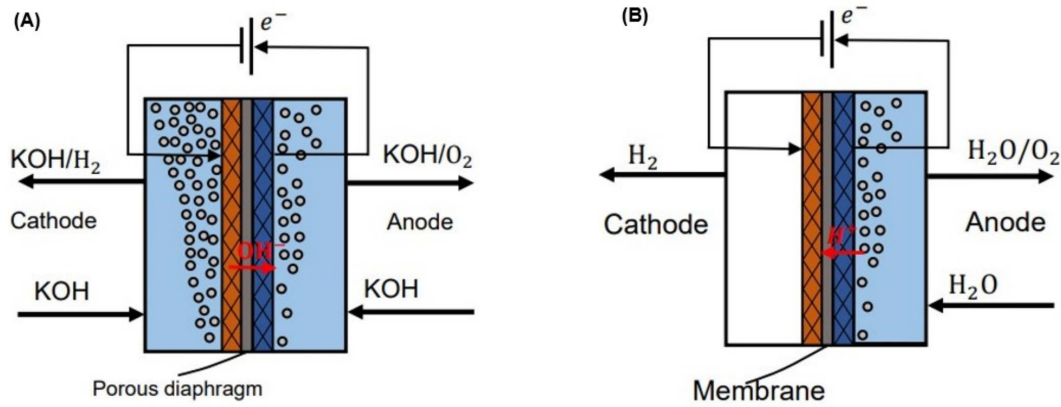 (A)
e⁻
KOH/H₂
KOH/O₂
Cathode
Anode
OH⁻
KOH
KOH
Porous diaphragm
(B)
e⁻
H₂
H₂O/O₂
Cathode
Anode
H⁺
H₂O
Membrane